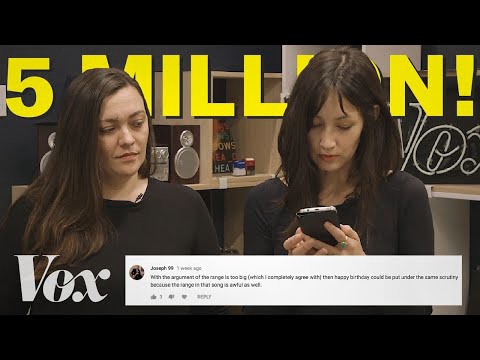 5 MILLION!
Vox
Vox
Joseph 99 1 week ago
With the argument of the range is too big (which I completely agree with) then happy birthday could be put under the same scrutiny
because the range in that song is awful as well.
3 REPLY